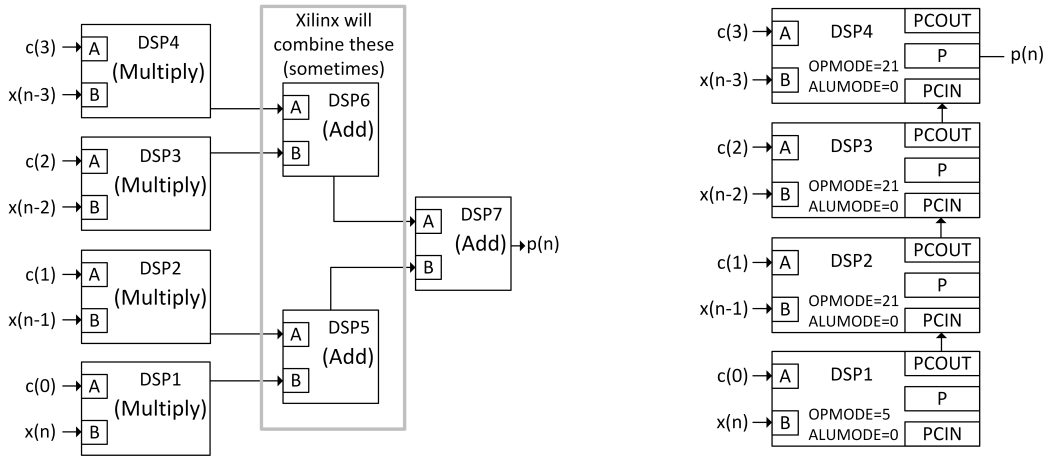 Xilinx will
combine these
(sometimes)
c(3)
A
DSP4
(Multiply)
x(n-3)
B
c(2)
A
DSP3
(Multiply)
x(n-2)
B
c(1)
A
DSP2
(Multiply)
x(n-1)
B
c(0)
A
DSP1
(Multiply)
x(n)
B
A
DSP6
(Add)
B
A
DSP5
(Add)
B
A
DSP7
(Add)
B
p(n)
c(3)
A
DSP4
PCOUT
x(n-3)
B
P
p(n)
OPMODE=21
ALUMODE=0
PCIN
c(2)
A
DSP3
PCOUT
x(n-2)
B
P
OPMODE=21
ALUMODE=0
PCIN
c(1)
A
DSP2
PCOUT
x(n-1)
B
P
OPMODE=21
ALUMODE=0
PCIN
c(0)
A
DSP1
PCOUT
x(n)
B
P
OPMODE=5
ALUMODE=0
PCIN